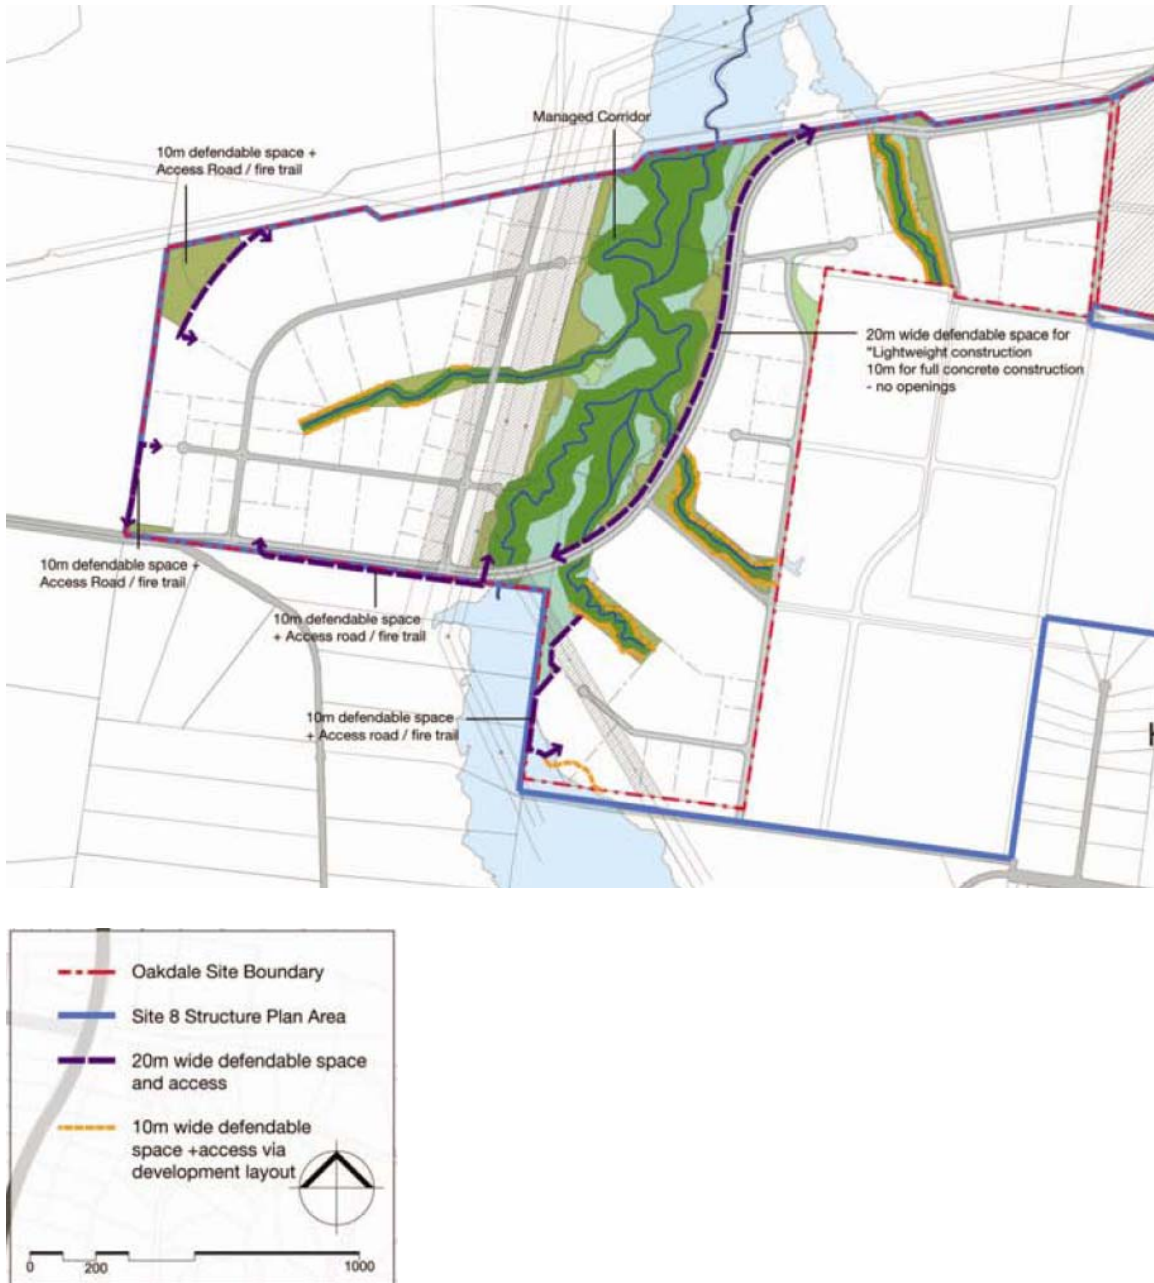 Managed Corridor
10m defendable space +
Access Road / fire trail
20m wide defendable space for
"Lightweight construction
10m for full concrete construction
- no openings
10m defendable space +
Access Road / fire trail
10m defendable space
+ Access road / fire trail
10m defendable space
+ Access road / fire trail
Oakdale Site Boundary
Site 8 Structure Plan Area
20m wide defendable space
and access
10m wide defendable
space +access via
development layout
0 200 1000